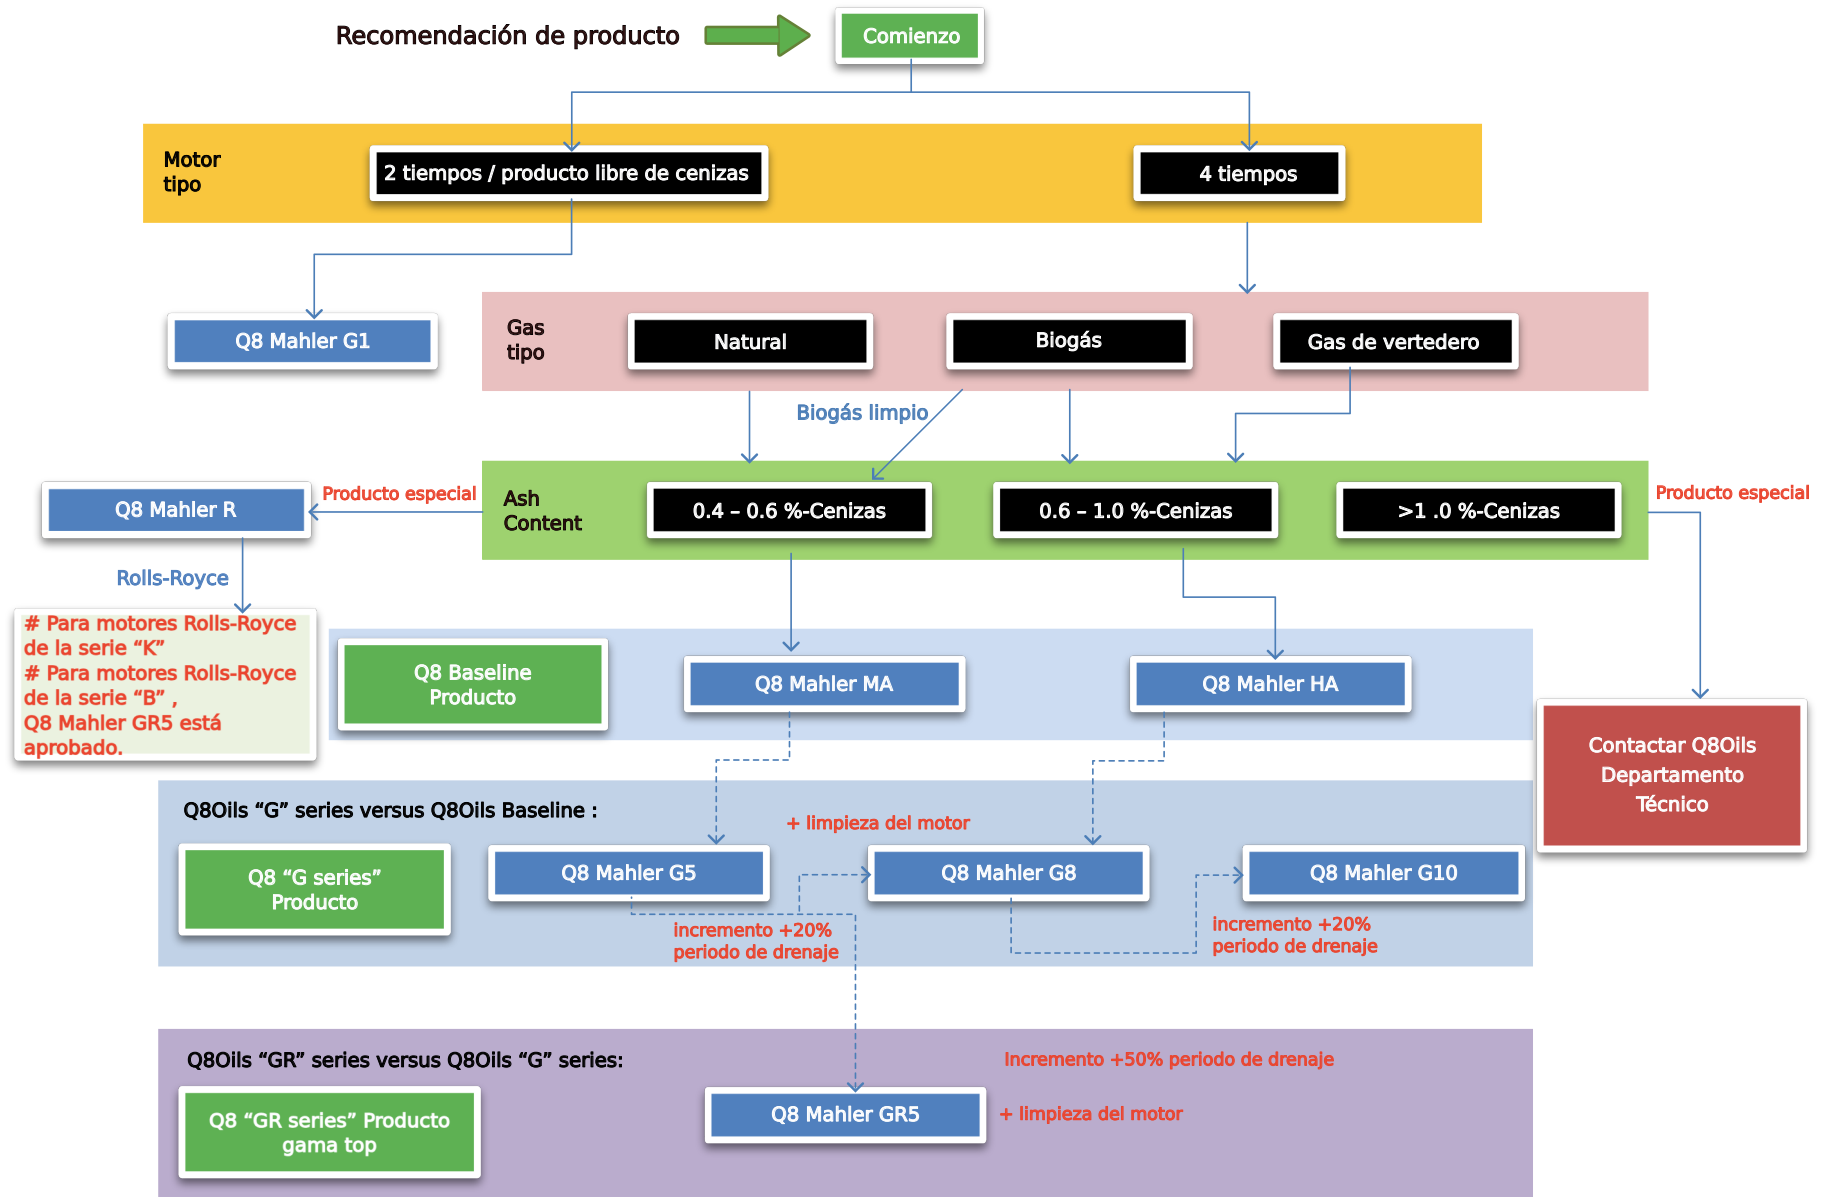 Recomendación de producto
Comienzo
Motor
tipo
2 tiempos / producto libre de cenizas
4 tiempos
Q8 Mahler G1
Gas
tipo
Natural
Biogás
Gas de vertedero
Biogás limpio
Q8 Mahler R
Producto especial
Ash
Content
0.4 – 0.6 %-Cenizas
0.6 – 1.0 %-Cenizas
>1 .0 %-Cenizas
Producto especial
Rolls-Royce
# Para motores Rolls-Royce
de la serie “K”
# Para motores Rolls-Royce
de la serie “B” ,
Q8 Mahler GR5 está
aprobado.
Q8 Baseline
Producto
Q8 Mahler MA
Q8 Mahler HA
Contactar Q8Oils
Departamento
Técnico
Q8Oils “G” series versus Q8Oils Baseline :
+ limpieza del motor
Q8 “G series”
Producto
Q8 Mahler G5
Q8 Mahler G8
Q8 Mahler G10
incremento +20%
periodo de drenaje
incremento +20%
periodo de drenaje
Q8Oils “GR” series versus Q8Oils “G” series:
Incremento +50% periodo de drenaje
Q8 “GR series” Producto
gama top
Q8 Mahler GR5
+ limpieza del motor